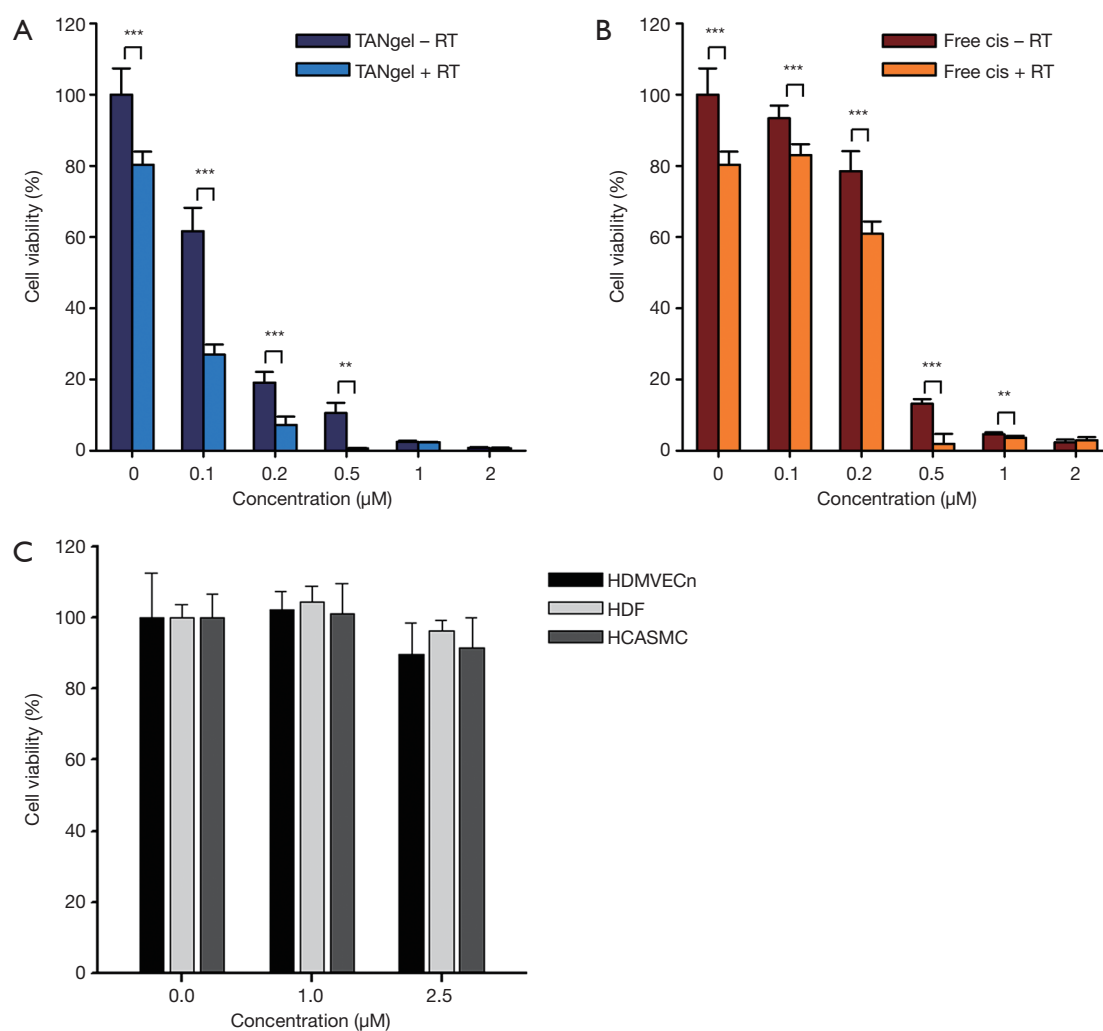 A
TANgel – RT
TANgel + RT
Cell viability (%)
120
100
80
60
40
20
0
***
***
***
**
0 0.1 0.2 0.5 1 2
Concentration (µM)
B
Free cis – RT
Free cis + RT
Cell viability (%)
120
100
80
60
40
20
0
***
***
***
***
**
0 0.1 0.2 0.5 1 2
Concentration (µM)
C
HDMVECn
HDF
HCASMC
Cell viability (%)
120
100
80
60
40
20
0
0.0 1.0 2.5
Concentration (µM)